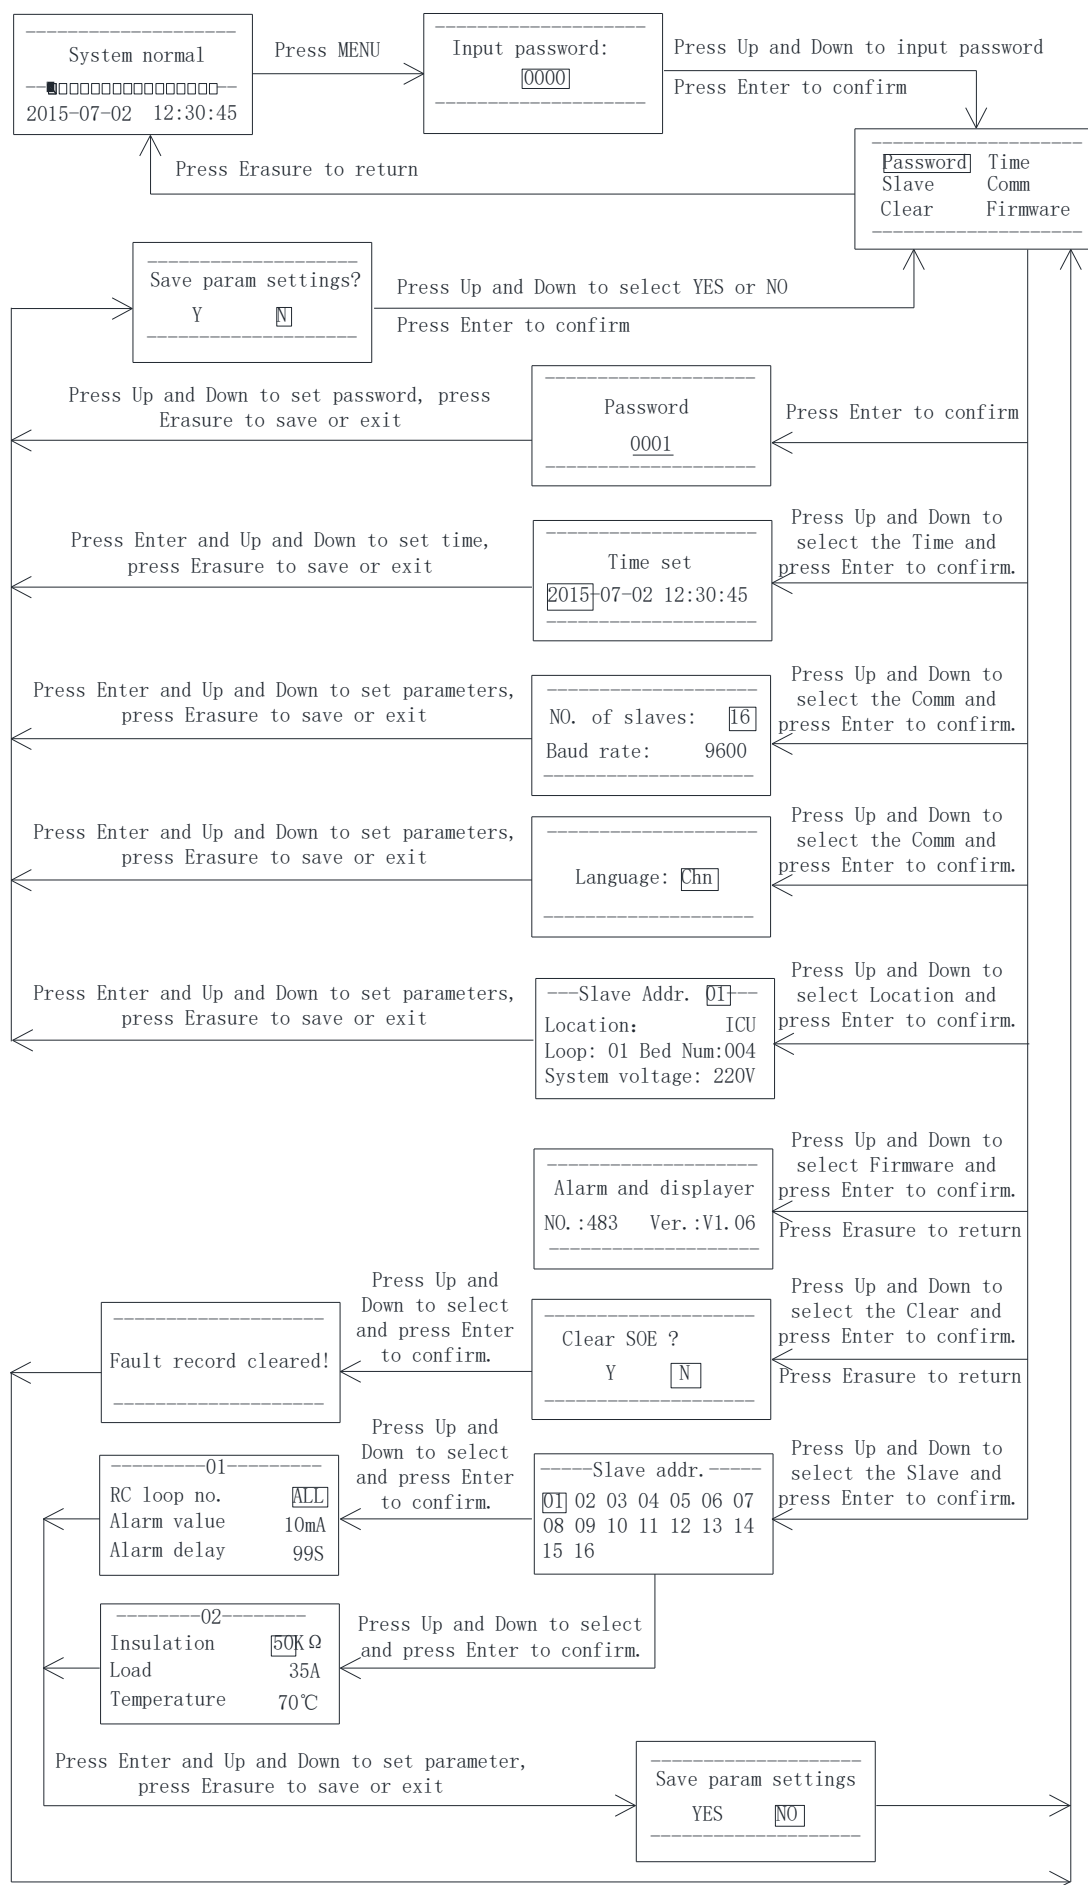 System normal
2015-07-02 12:30:45
Press MENU
Input password:
0000
Press Up and Down to input password
Press Enter to confirm
Password Time
Slave Comm
Clear Firmware
Press Erasure to return
Save param settings?
Y N
Press Up and Down to select YES or NO
Press Enter to confirm
Press Up and Down to set password, press
Erasure to save or exit
Password
0001
Press Enter to confirm
Press Enter and Up and Down to set time,
press Erasure to save or exit
Time set
2015-07-02 12:30:45
Press Up and Down to
select the Time and
press Enter to confirm.
Press Enter and Up and Down to set parameters,
press Erasure to save or exit
NO. of slaves: 16
Baud rate: 9600
Press Up and Down to
select the Comm and
press Enter to confirm.
Press Enter and Up and Down to set parameters,
press Erasure to save or exit
Language: Chn
Press Up and Down to
select the Comm and
press Enter to confirm.
Press Enter and Up and Down to set parameters,
press Erasure to save or exit
---Slave Addr. 01---
Location: ICU
Loop: 01 Bed Num:004
System voltage: 220V
Press Up and Down to
select Location and
press Enter to confirm.
Alarm and displayer
NO.:483 Ver.:V1.06
Press Up and Down to
select Firmware and
press Enter to confirm.
Press Erasure to return
Fault record cleared!
Press Up and
Down to select
and press Enter
to confirm.
Clear SOE ?
Y N
Press Up and Down to
select the Clear and
press Enter to confirm.
Press Erasure to return
---------01---------
RC loop no. ALL
Alarm value 10mA
Alarm delay 99S
Press Up and
Down to select
and press Enter
to confirm.
-----Slave addr.-----
01 02 03 04 05 06 07
08 09 10 11 12 13 14
15 16
Press Up and Down to
select the Slave and
press Enter to confirm.
--------02--------
Insulation 50KΩ
Load 35A
Temperature 70℃
Press Up and Down to select
and press Enter to confirm.
Press Enter and Up and Down to set parameter,
press Erasure to save or exit
Save param settings
YES NO